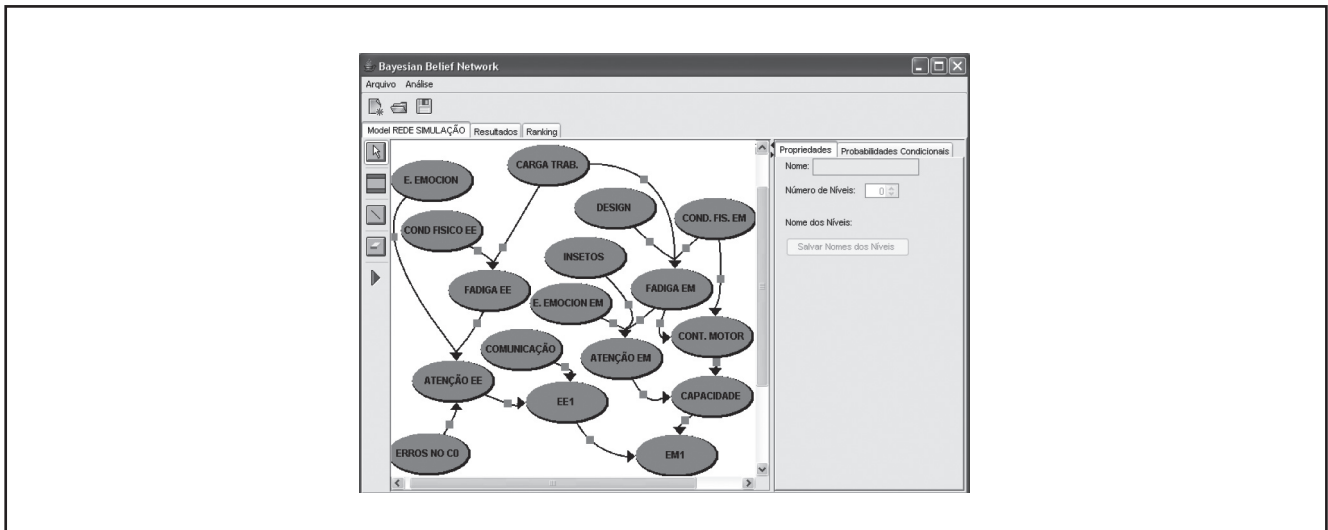 Bayesian Belief Network
Arquivo Análise
Model REDE SIMULAÇÃO Resultados Ranking
E. EMOCION
CARGA TRAB.
COND FISICO EE
DESIGN
COND. FIS. EM
INSETOS
FADIGA EE
E. EMOCION EM
FADIGA EM
COMUNICAÇÃO
ATENÇÃO EM
CONT. MOTOR
ATENÇÃO EE
EE1
CAPACIDADE
ERROS NO C0
EM1
Propriedades Probabilidades Condicionais
Nome:
Número de Níveis: 0
Nome dos Níveis:
Salvar Nomes dos Níveis